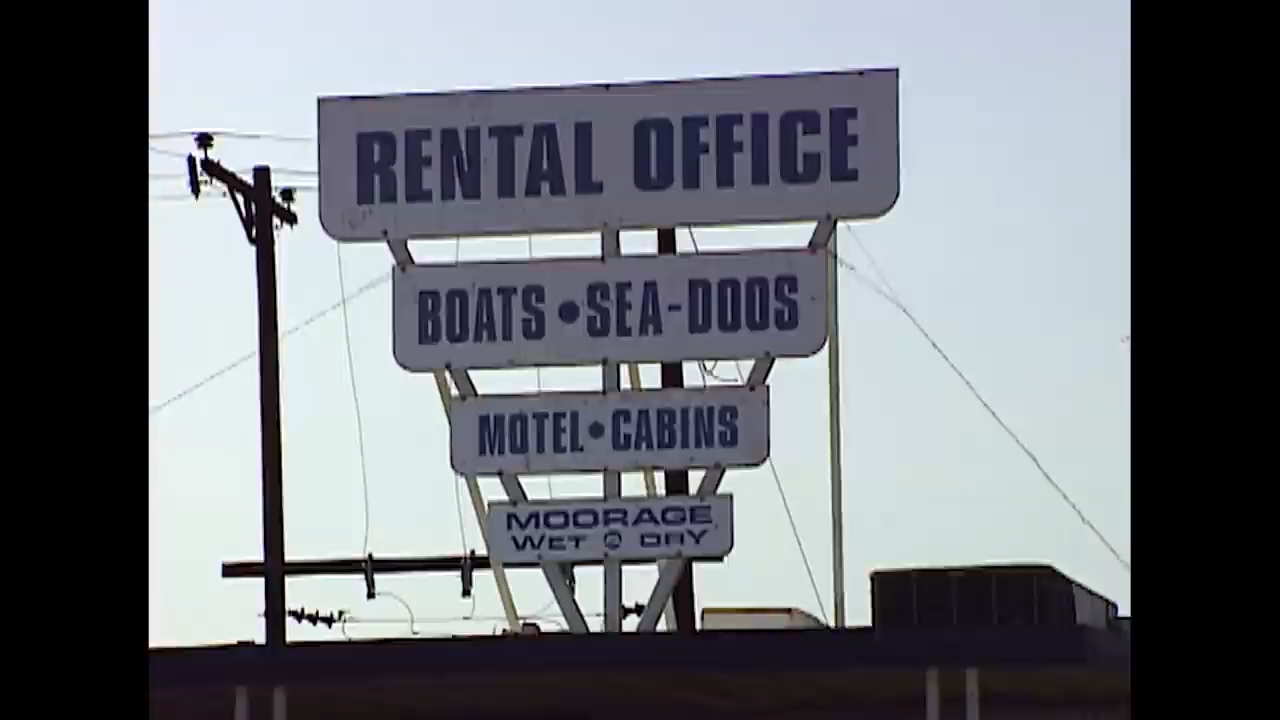 RENTAL OFFICE
BOATS • SEA-DOOS
MOTEL • CABINS
MOORAGE
WET & DRY